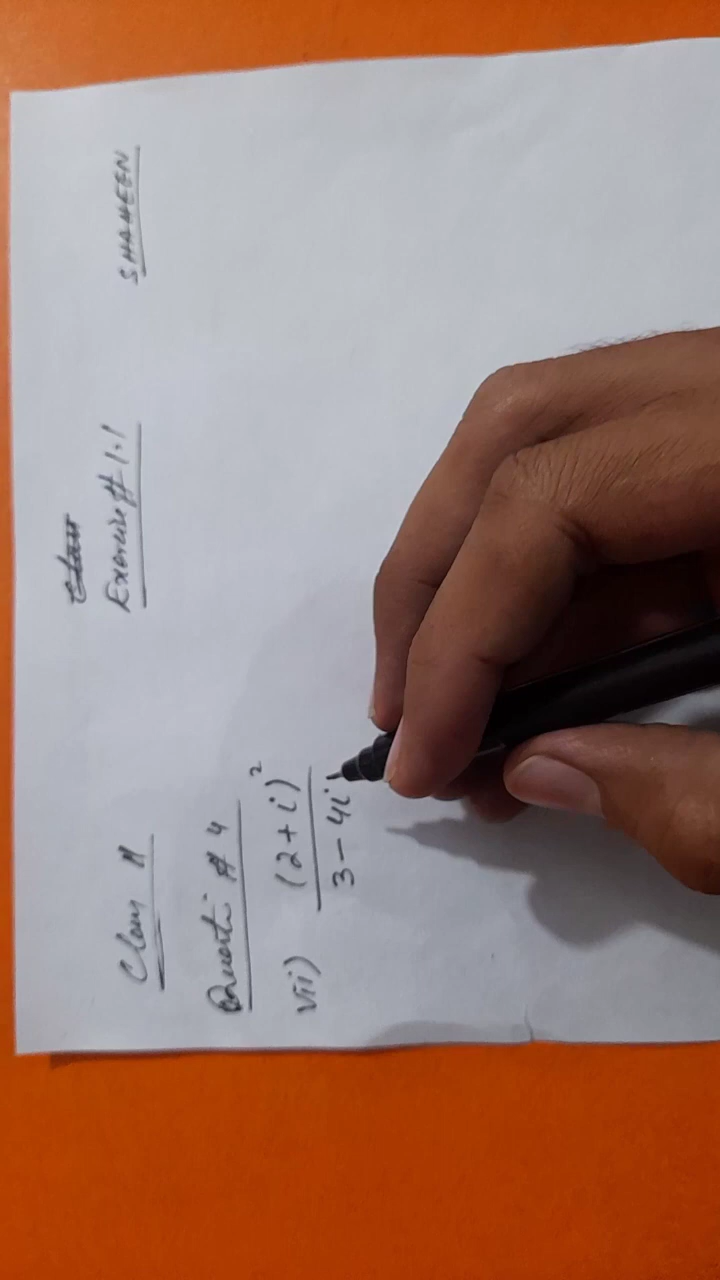 Class 11 Exercise # 1.1 SHAHEEN
Questi # 4
vii) (2+i)²
3-4i